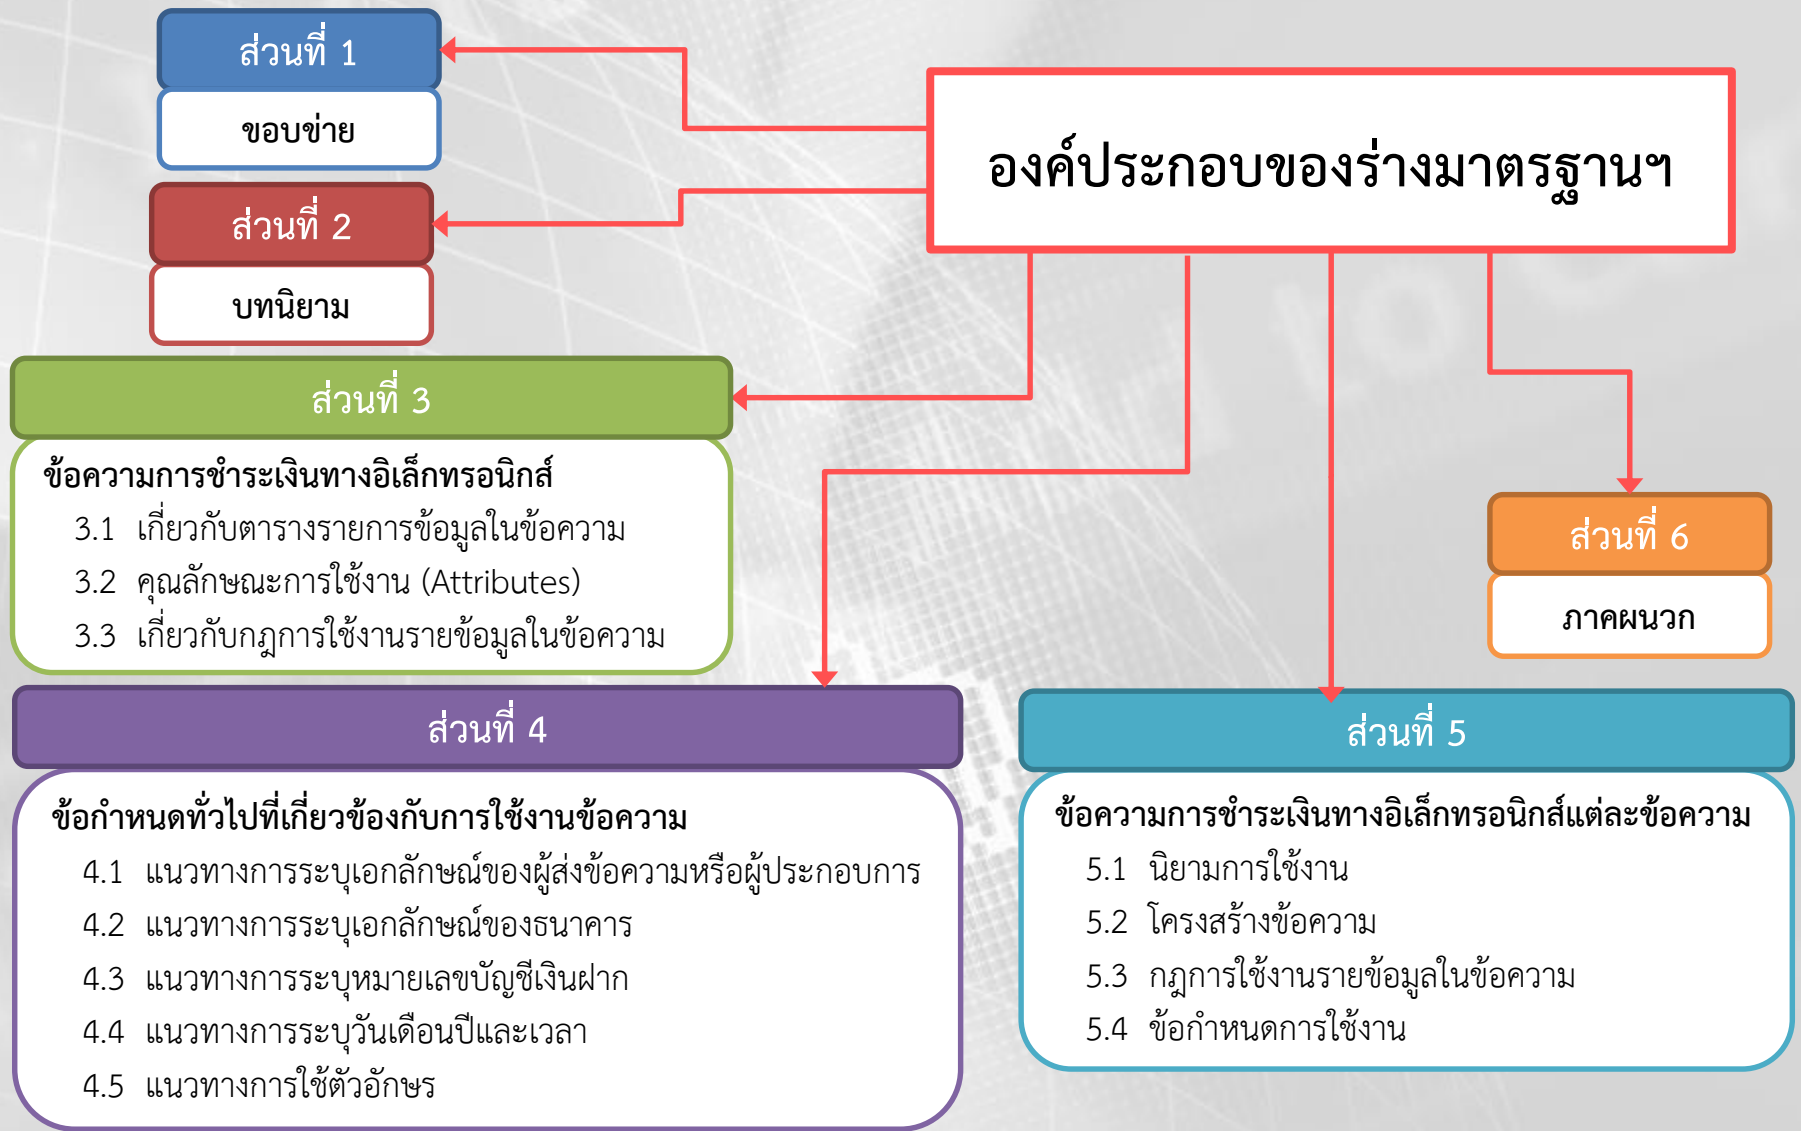 องค์ประกอบของร่างมาตรฐานฯ
ส่วนที่ 1
ขอบข่าย
ส่วนที่ 2
บทนิยาม
ส่วนที่ 3
ข้อความการชำระเงินทางอิเล็กทรอนิกส์
3.1 เกี่ยวกับตารางรายการข้อมูลในข้อความ
3.2 คุณลักษณะการใช้งาน (Attributes)
3.3 เกี่ยวกับกฎการใช้งานรายข้อมูลในข้อความ
ส่วนที่ 4
ข้อกำหนดทั่วไปที่เกี่ยวข้องกับการใช้งานข้อความ
4.1 แนวทางการระบุเอกลักษณ์ของผู้ส่งข้อความหรือผู้ประกอบการ
4.2 แนวทางการระบุเอกลักษณ์ของธนาคาร
4.3 แนวทางการระบุหมายเลขบัญชีเงินฝาก
4.4 แนวทางการระบุวันเดือนปีและเวลา
4.5 แนวทางการใช้ตัวอักษร
ส่วนที่ 5
ข้อความการชำระเงินทางอิเล็กทรอนิกส์แต่ละข้อความ
5.1 นิยามการใช้งาน
5.2 โครงสร้างข้อความ
5.3 กฎการใช้งานรายข้อมูลในข้อความ
5.4 ข้อกำหนดการใช้งาน
ส่วนที่ 6
ภาคผนวก